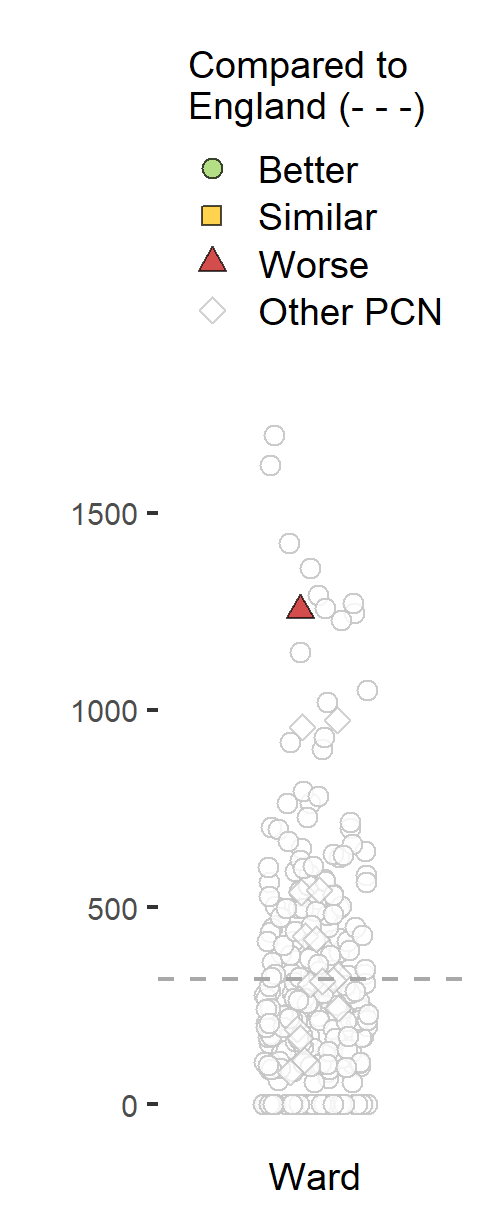 Compared to
England (- - -)
Better
Similar
Worse
Other PCN
1500
1000
500
0
Ward